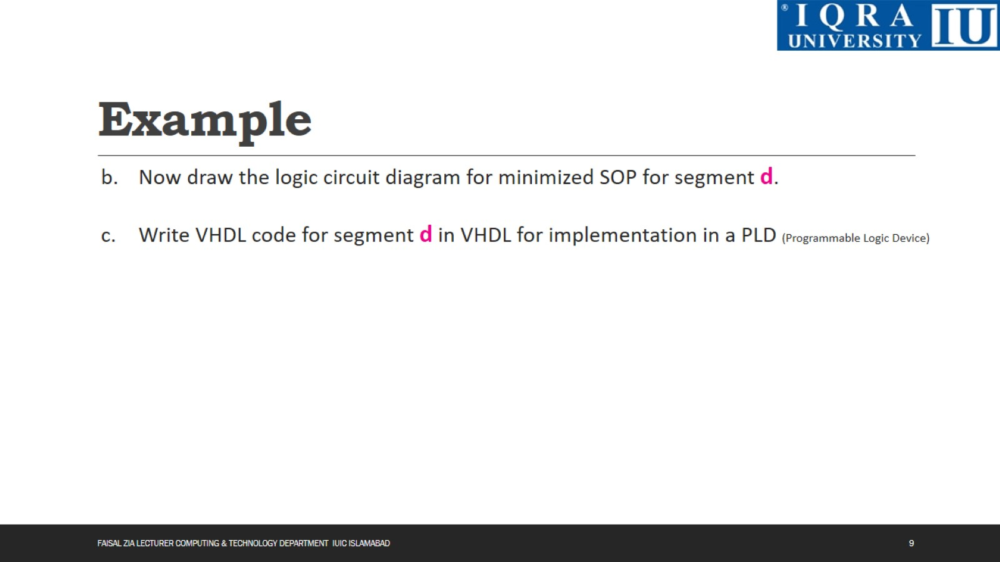 ® IQRA
UNIVERSITY IU
Example
b. Now draw the logic circuit diagram for minimized SOP for segment d.
c. Write VHDL code for segment d in VHDL for implementation in a PLD (Programmable Logic Device)
FAISAL ZIA LECTURER COMPUTING & TECHNOLOGY DEPARTMENT IUIC ISLAMABAD 9